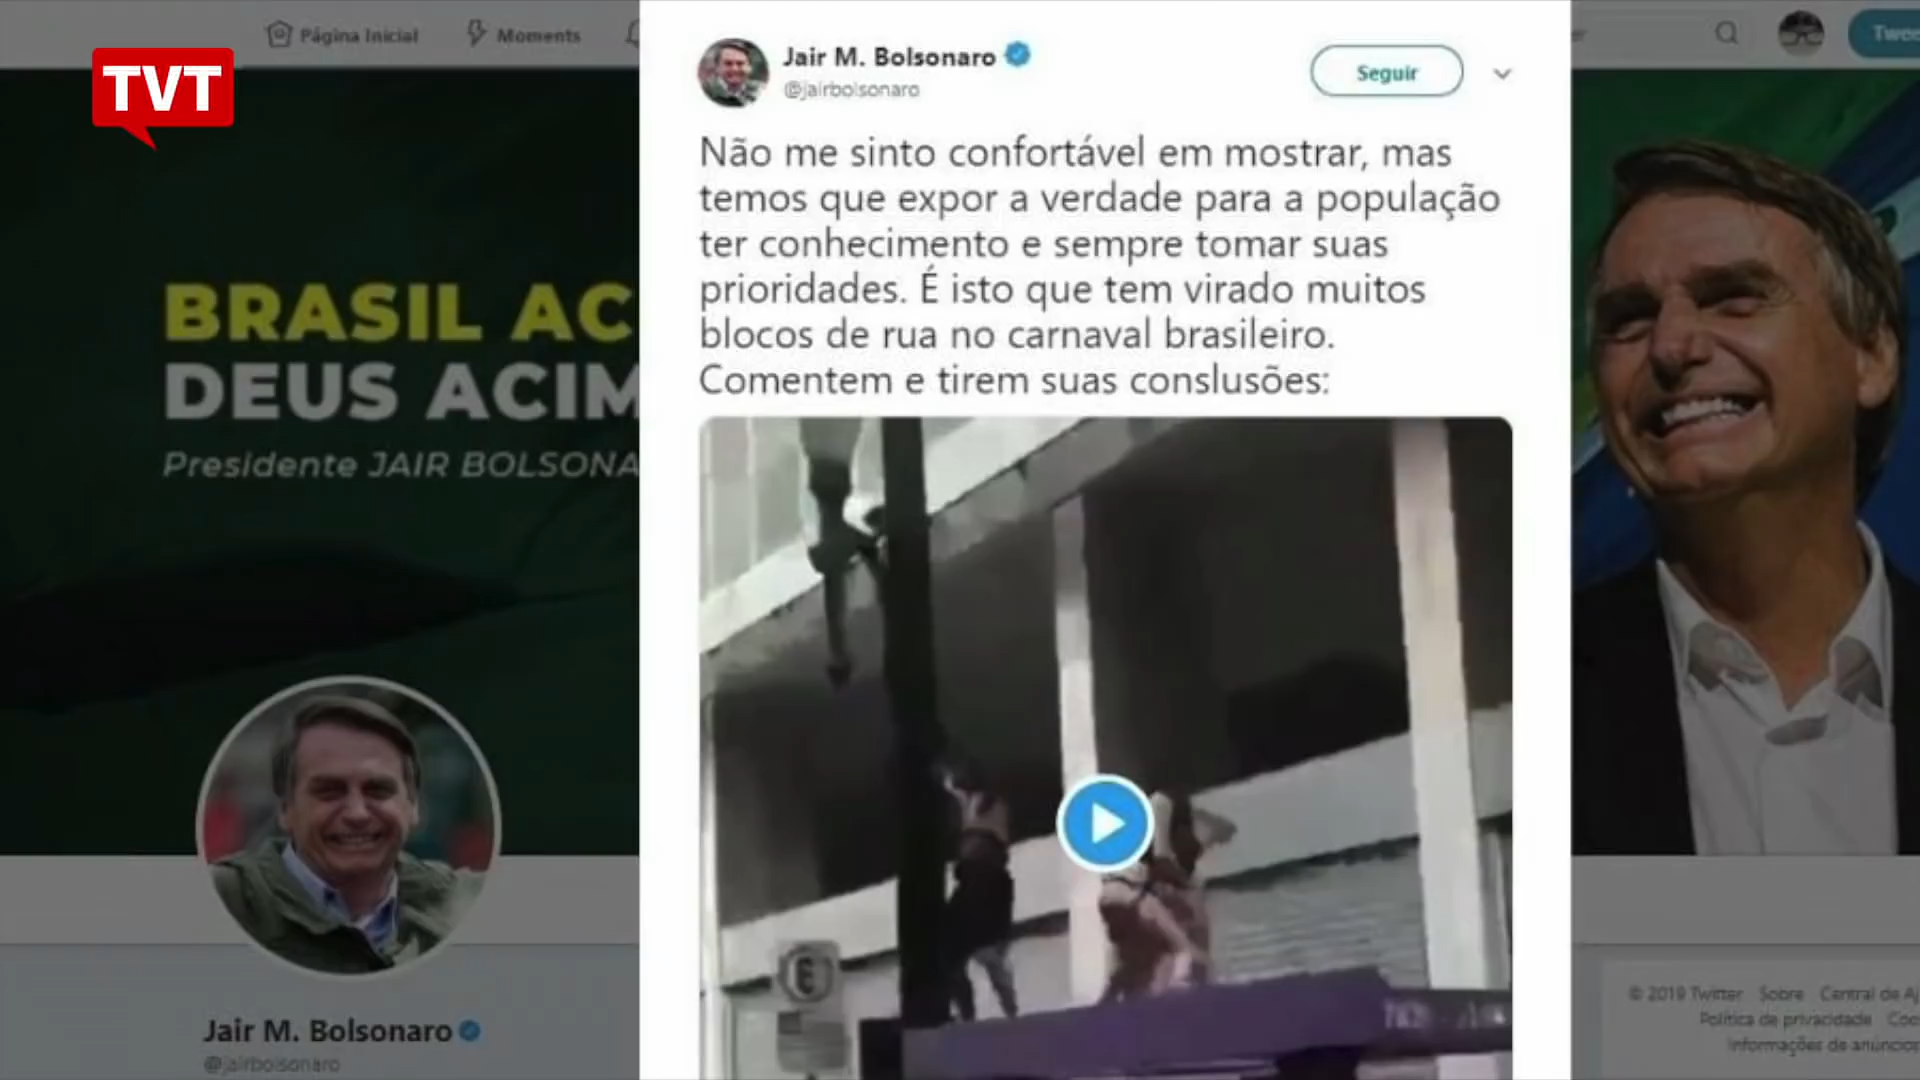 Página Inicial
Moments
TVT
Jair M. Bolsonaro
@jairbolsonaro
Seguir
Não me sinto confortável em mostrar, mas
temos que expor a verdade para a população
ter conhecimento e sempre tomar suas
prioridades. É isto que tem virado muitos
blocos de rua no carnaval brasileiro.
Comentem e tirem suas conslusões:
BRASIL AC
DEUS ACIM
Presidente JAIR BOLSONA
Jair M. Bolsonaro
@jairbolsonaro
Twee
E
© 2019 Twitter Sobre Central de Aj
Política de privacidade Coo
Informações de anúncios